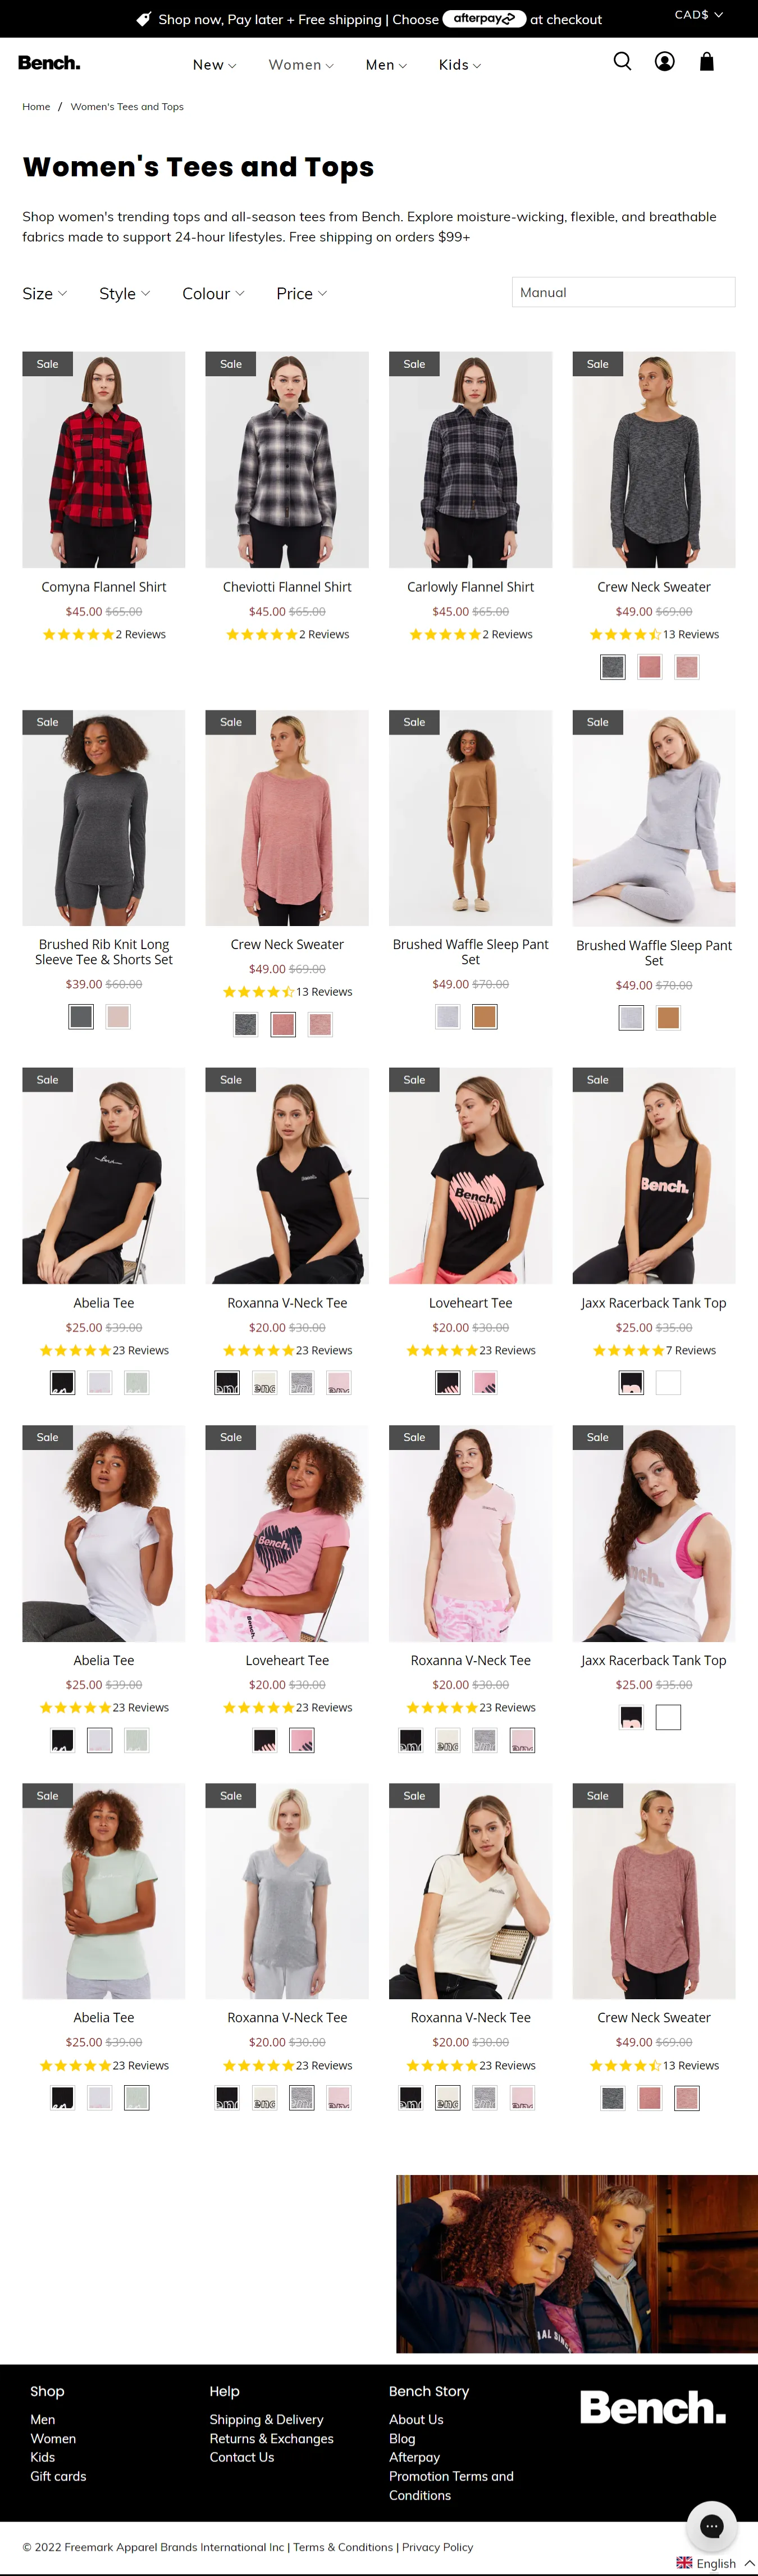 Shop now, Pay later + Free shipping | Choose afterpay at checkout
CAD$
Bench.
New
Women
Men
Kids
Home / Women's Tees and Tops
Women's Tees and Tops
Shop women's trending tops and all-season tees from Bench. Explore moisture-wicking, flexible, and breathable
fabrics made to support 24-hour lifestyles. Free shipping on orders $99+
Size
Style
Colour
Price
Manual
Sale
Sale
Sale
Sale
Comyna Flannel Shirt
$45.00 $65.00
2 Reviews
Cheviotti Flannel Shirt
$45.00 $65.00
2 Reviews
Carlowly Flannel Shirt
$45.00 $65.00
2 Reviews
Crew Neck Sweater
$49.00 $69.00
13 Reviews
Sale
Sale
Sale
Sale
Brushed Rib Knit Long
Sleeve Tee & Shorts Set
$39.00 $60.00
Crew Neck Sweater
$49.00 $69.00
13 Reviews
Brushed Waffle Sleep Pant
Set
$49.00 $70.00
Brushed Waffle Sleep Pant
Set
$49.00 $70.00
Sale
Sale
Sale
Bench.
Sale
Bench.
Abelia Tee
$25.00 $39.00
23 Reviews
Roxanna V-Neck Tee
$20.00 $30.00
23 Reviews
Loveheart Tee
$20.00 $30.00
23 Reviews
Jaxx Racerback Tank Top
$25.00 $35.00
7 Reviews
Sale
Sale
Bench.
Bench.
Sale
Sale
Abelia Tee
$25.00 $39.00
23 Reviews
Loveheart Tee
$20.00 $30.00
23 Reviews
Roxanna V-Neck Tee
$20.00 $30.00
23 Reviews
Jaxx Racerback Tank Top
$25.00 $35.00
Sale
Sale
Sale
Sale
Abelia Tee
$25.00 $39.00
23 Reviews
Roxanna V-Neck Tee
$20.00 $30.00
23 Reviews
Roxanna V-Neck Tee
$20.00 $30.00
23 Reviews
Crew Neck Sweater
$49.00 $69.00
13 Reviews
Shop
Men
Women
Kids
Gift cards
Help
Shipping & Delivery
Returns & Exchanges
Contact Us
Bench Story
About Us
Blog
Afterpay
Promotion Terms and
Conditions
Bench.
© 2022 Freemark Apparel Brands International Inc | Terms & Conditions | Privacy Policy
English